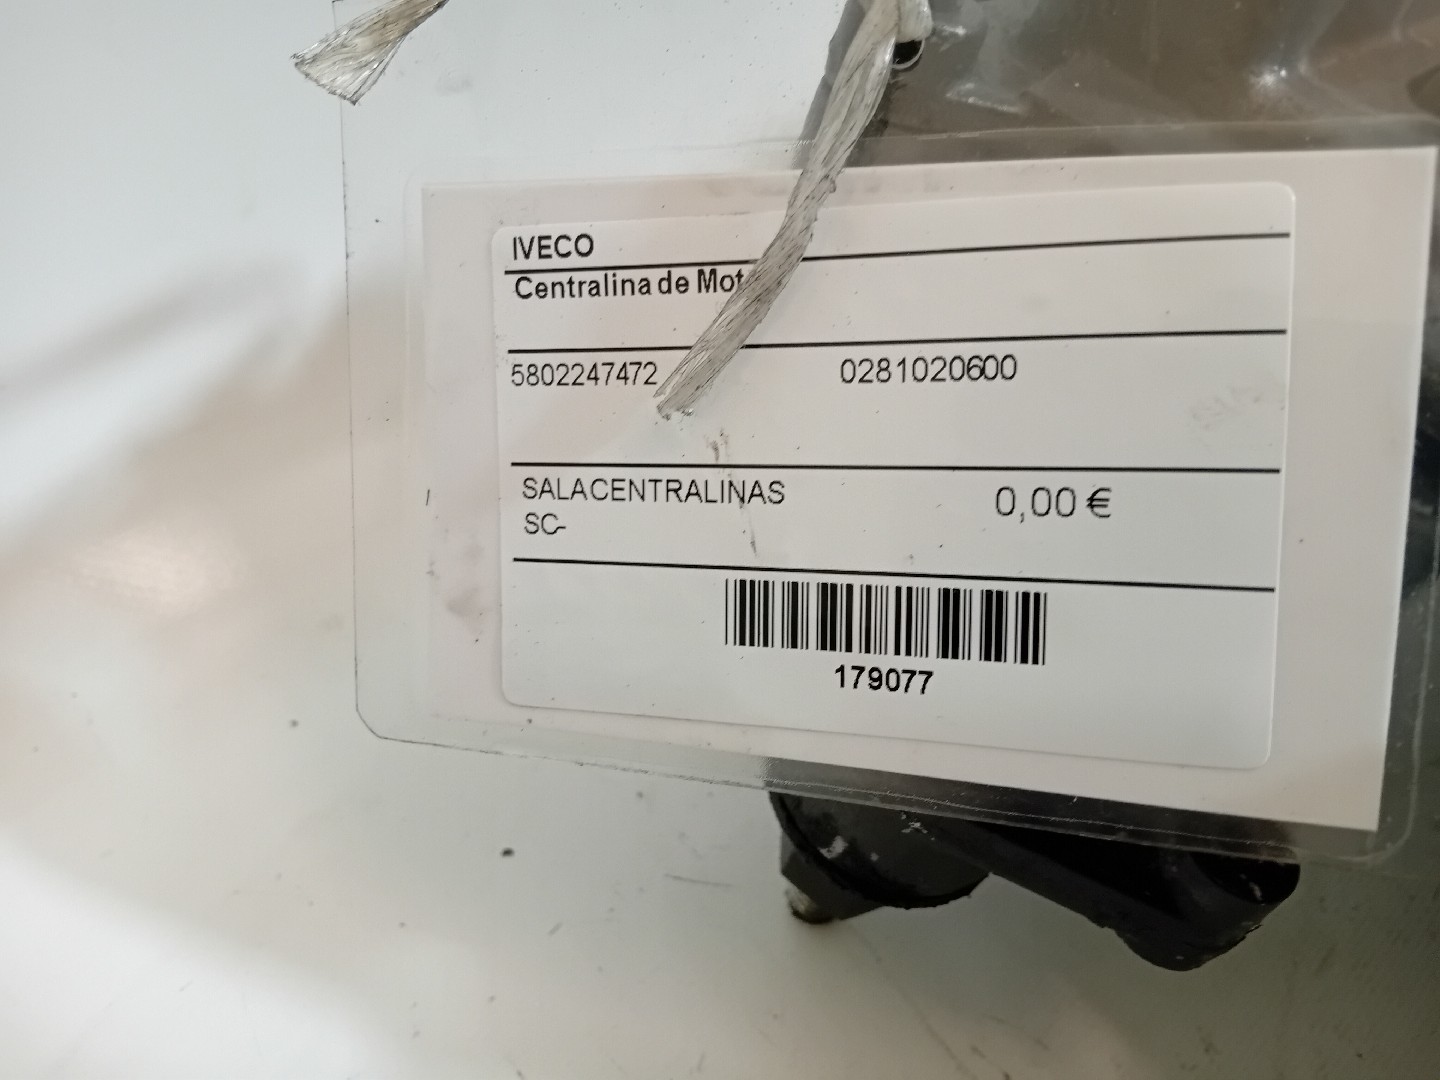 IVECO
Centralina de Mot
5802247472 0281020600
SALACENTRALINAS 0,00 €
SC-
179077